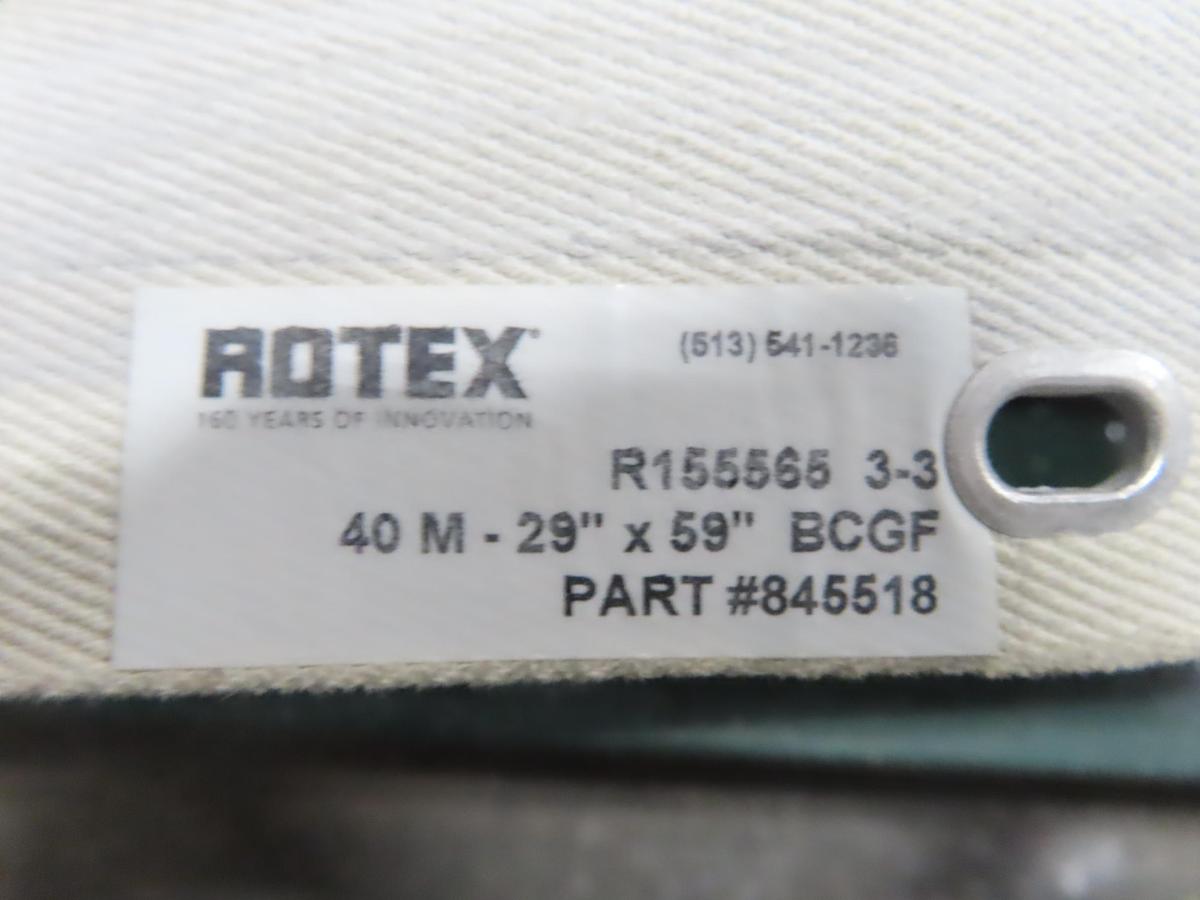 ROTEX®
(513) 541-1236
160 YEARS OF INNOVATION
R155565 3-3
40 M - 29" x 59" BCGF
PART #845518